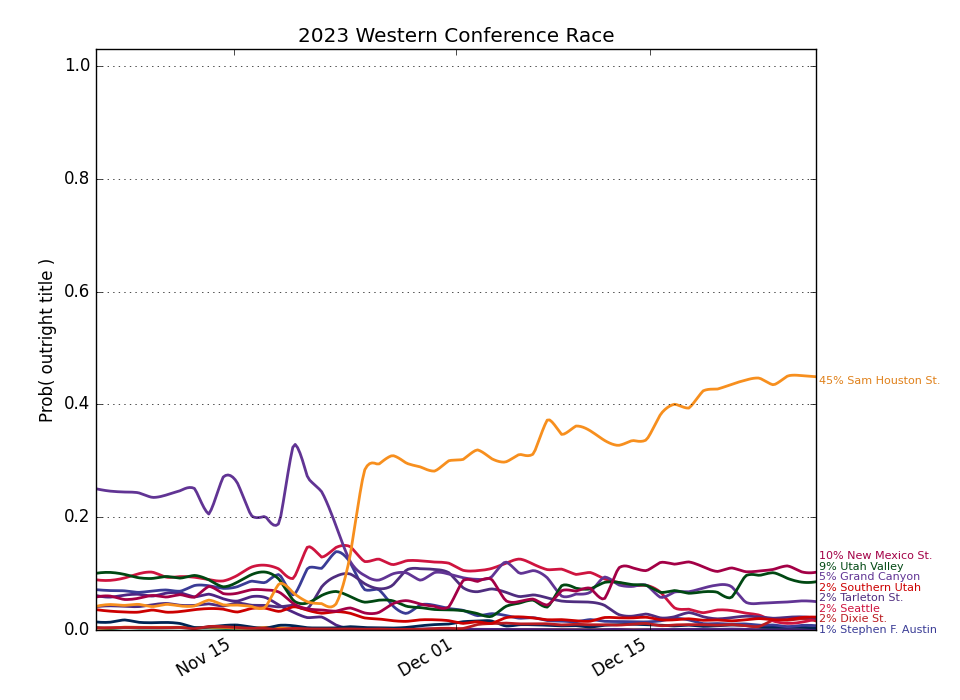 2023 Western Conference Race
1.0
0.8
0.6
0.4
0.2
0.0
Prob( outright title )
Nov 15
Dec 01
Dec 15
45% Sam Houston St.
10% New Mexico St.
9% Utah Valley
5% Grand Canyon
2% Southern Utah
2% Tarleton St.
2% Seattle
2% Dixie St.
1% Stephen F. Austin